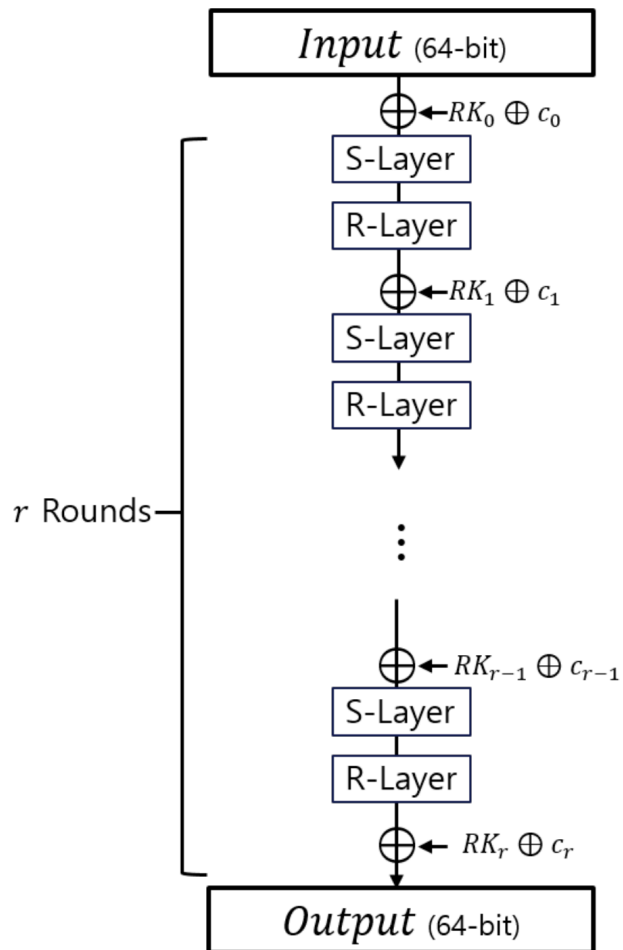 Input (64-bit)
RK₀ ⊕ c₀
S-Layer
R-Layer
RK₁ ⊕ c₁
S-Layer
R-Layer
r Rounds
⋮
RKᵣ₋₁ ⊕ cᵣ₋₁
S-Layer
R-Layer
RKᵣ ⊕ cᵣ
Output (64-bit)